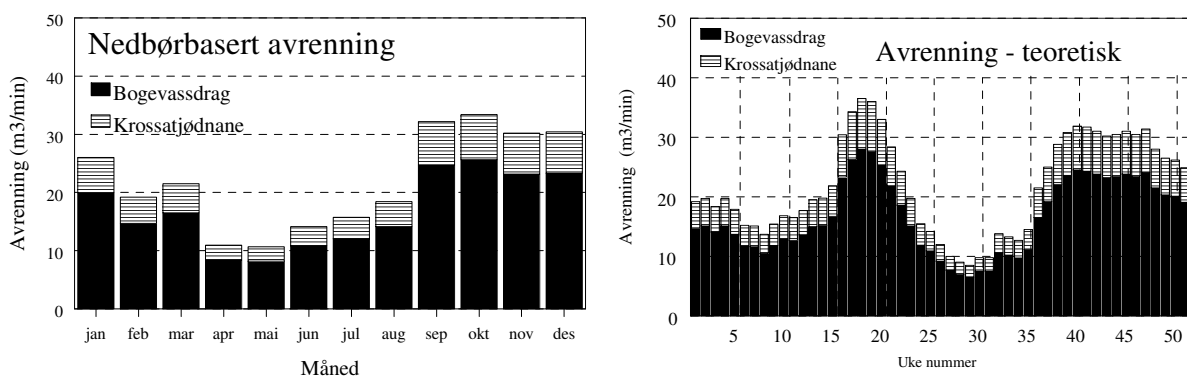 Nedbørbasert avrenning
Bogevassdrag
Krossatjødnane
Avrenning (m3/min)
50
40
30
20
10
0
jan feb mar apr mai jun jul aug sep okt nov des
Måned
Bogevassdrag
Krossatjødnane
Avrenning - teoretisk
Avrenning (m3/min)
50
40
30
20
10
0
5 10 15 20 25 30 35 40 45 50
Uke nummer